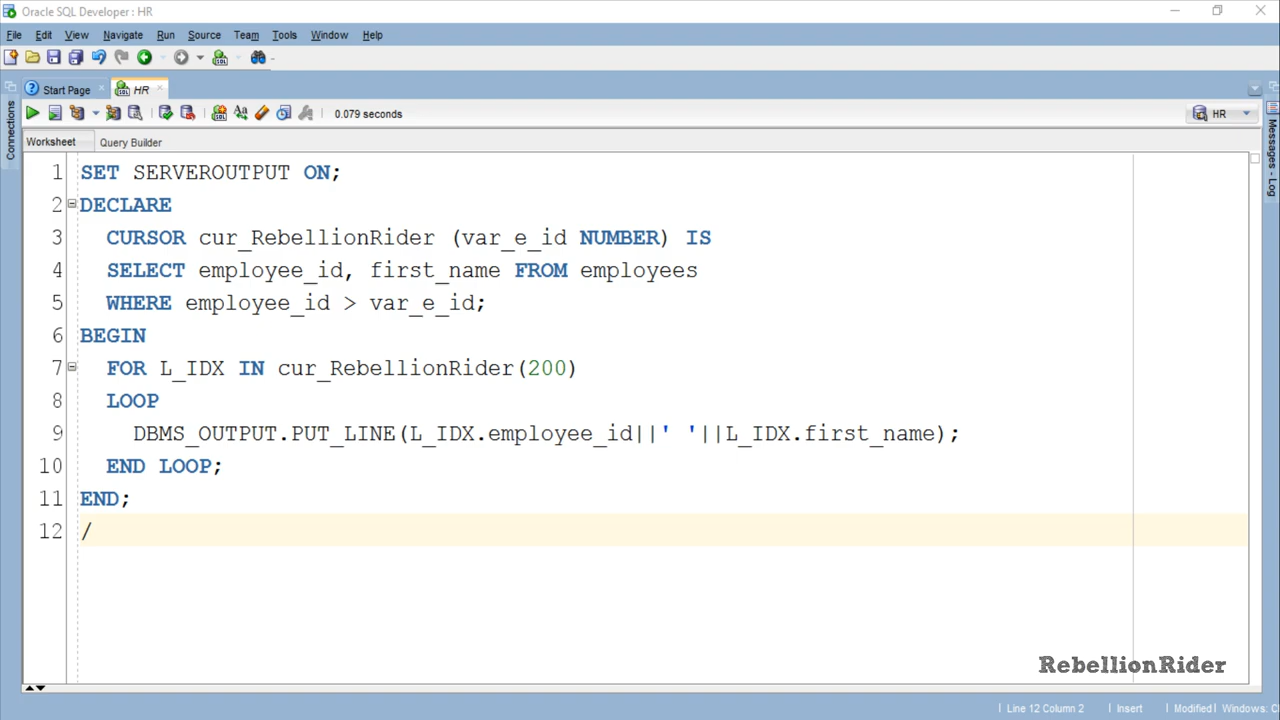 Oracle SQL Developer : HR
File Edit View Navigate Run Source Team Tools Window Help
Start Page HR
0.079 seconds HR
Worksheet Query Builder
Connections
Messages - Log
1 SET SERVEROUTPUT ON;
2 DECLARE
3 CURSOR cur_RebellionRider (var_e_id NUMBER) IS
4 SELECT employee_id, first_name FROM employees
5 WHERE employee_id > var_e_id;
6 BEGIN
7 FOR L_IDX IN cur_RebellionRider(200)
8 LOOP
9 DBMS_OUTPUT.PUT_LINE(L_IDX.employee_id||' '||L_IDX.first_name);
10 END LOOP;
11 END;
12 /
RebellionRider
Line 12 Column 2 | Insert | Modified | Windows: C